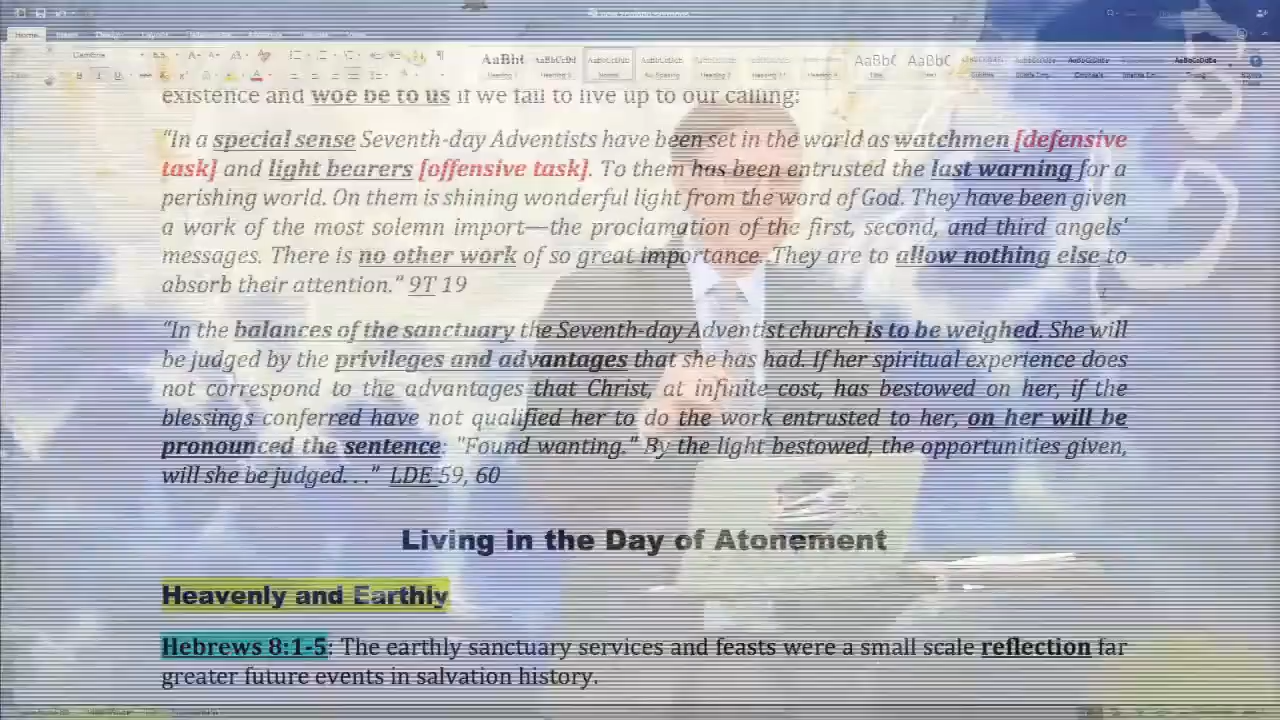 Home
existence and woe be to us if we fail to live up to our calling:
“In a special sense Seventh-day Adventists have been set in the world as watchmen [defensive
task] and light bearers [offensive task]. To them has been entrusted the last warning for a
perishing world. On them is shining wonderful light from the word of God. They have been given
a work of the most solemn import—the proclamation of the first, second, and third angels'
messages. There is no other work of so great importance. They are to allow nothing else to
absorb their attention.” 9T 19
“In the balances of the sanctuary the Seventh-day Adventist church is to be weighed. She will
be judged by the privileges and advantages that she has had. If her spiritual experience does
not correspond to the advantages that Christ, at infinite cost, has bestowed on her, if the
blessings conferred have not qualified her to do the work entrusted to her, on her will be
pronounced the sentence: "Found wanting." By the light bestowed, the opportunities given,
will she be judged. . .” LDE 59, 60
Living in the Day of Atonement
Heavenly and Earthly
Hebrews 8:1-5: The earthly sanctuary services and feasts were a small scale reflection far
greater future events in salvation history.